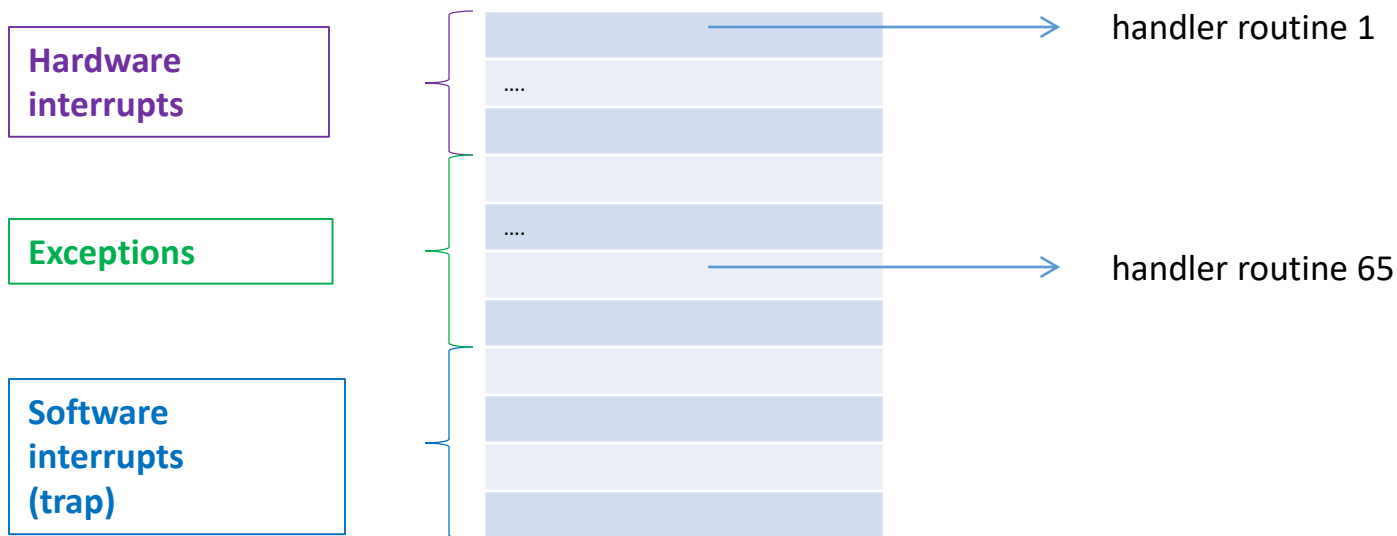 handler routine 1
Hardware
interrupts
....
....
Exceptions
handler routine 65
Software
interrupts
(trap)